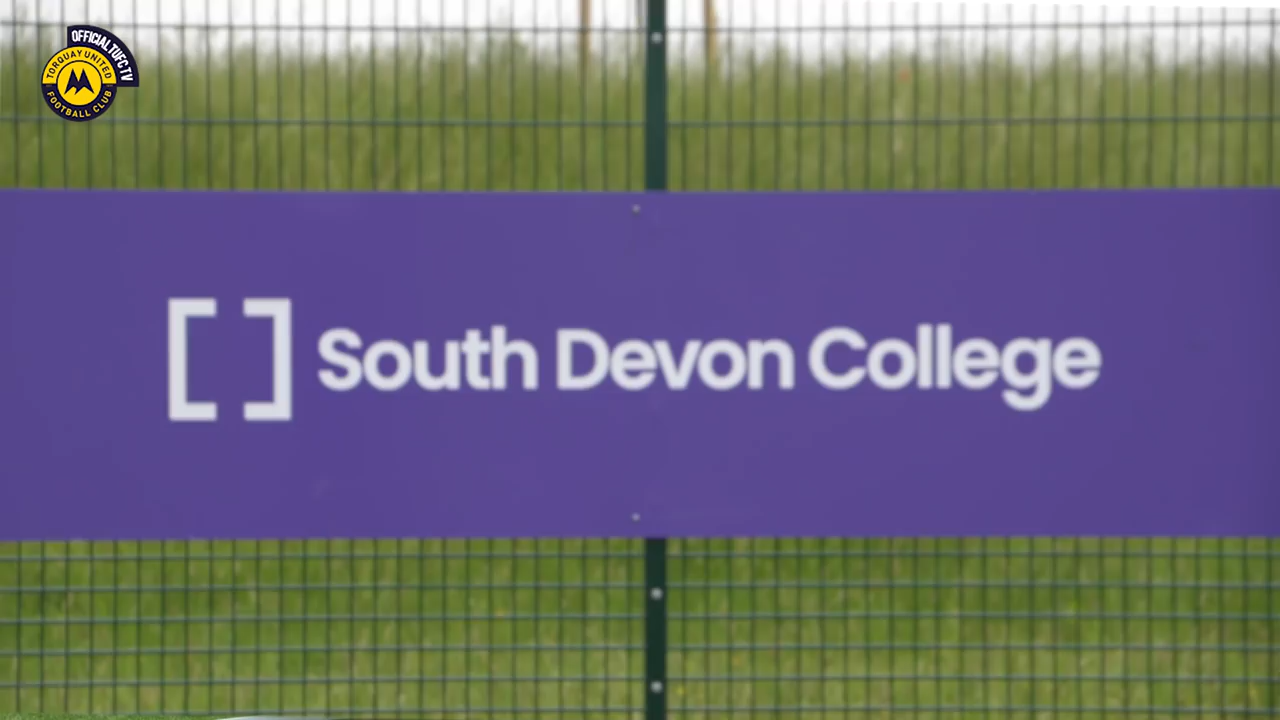 OFFICIAL TUFC TV
TORQUAY UNITED
FOOTBALL CLUB
[ ] South Devon College